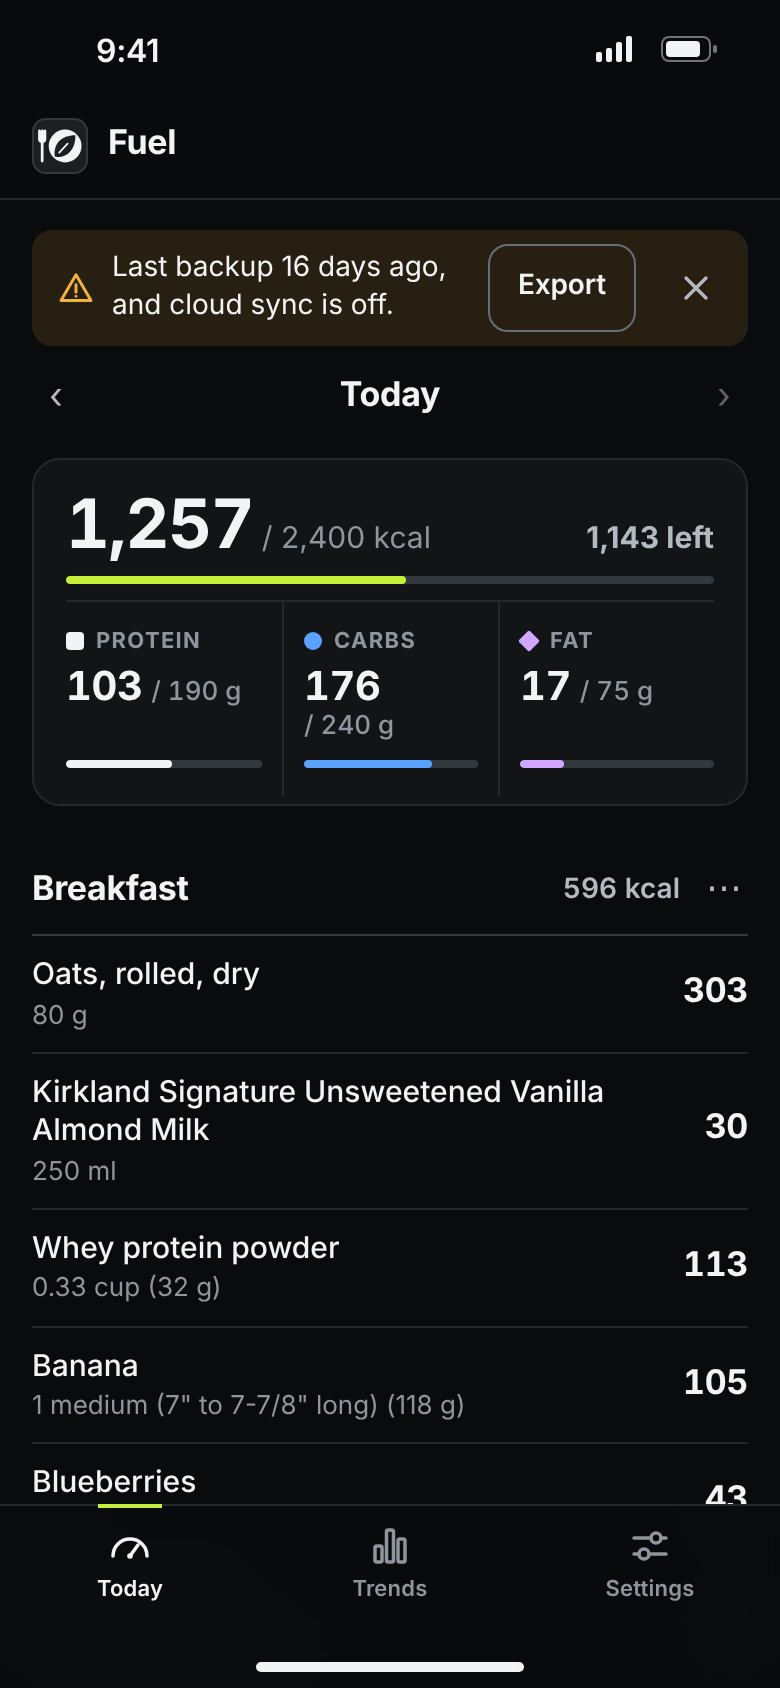 9:41
Fuel
Last backup 16 days ago,
and cloud sync is off.
Export
‹ Today ›
1,257 / 2,400 kcal 1,143 left
PROTEIN CARBS FAT
103 / 190 g 176 / 240 g 17 / 75 g
Breakfast 596 kcal ⋯
Oats, rolled, dry 303
80 g
Kirkland Signature Unsweetened Vanilla
Almond Milk 30
250 ml
Whey protein powder 113
0.33 cup (32 g)
Banana 105
1 medium (7" to 7-7/8" long) (118 g)
Blueberries 43
Today Trends Settings